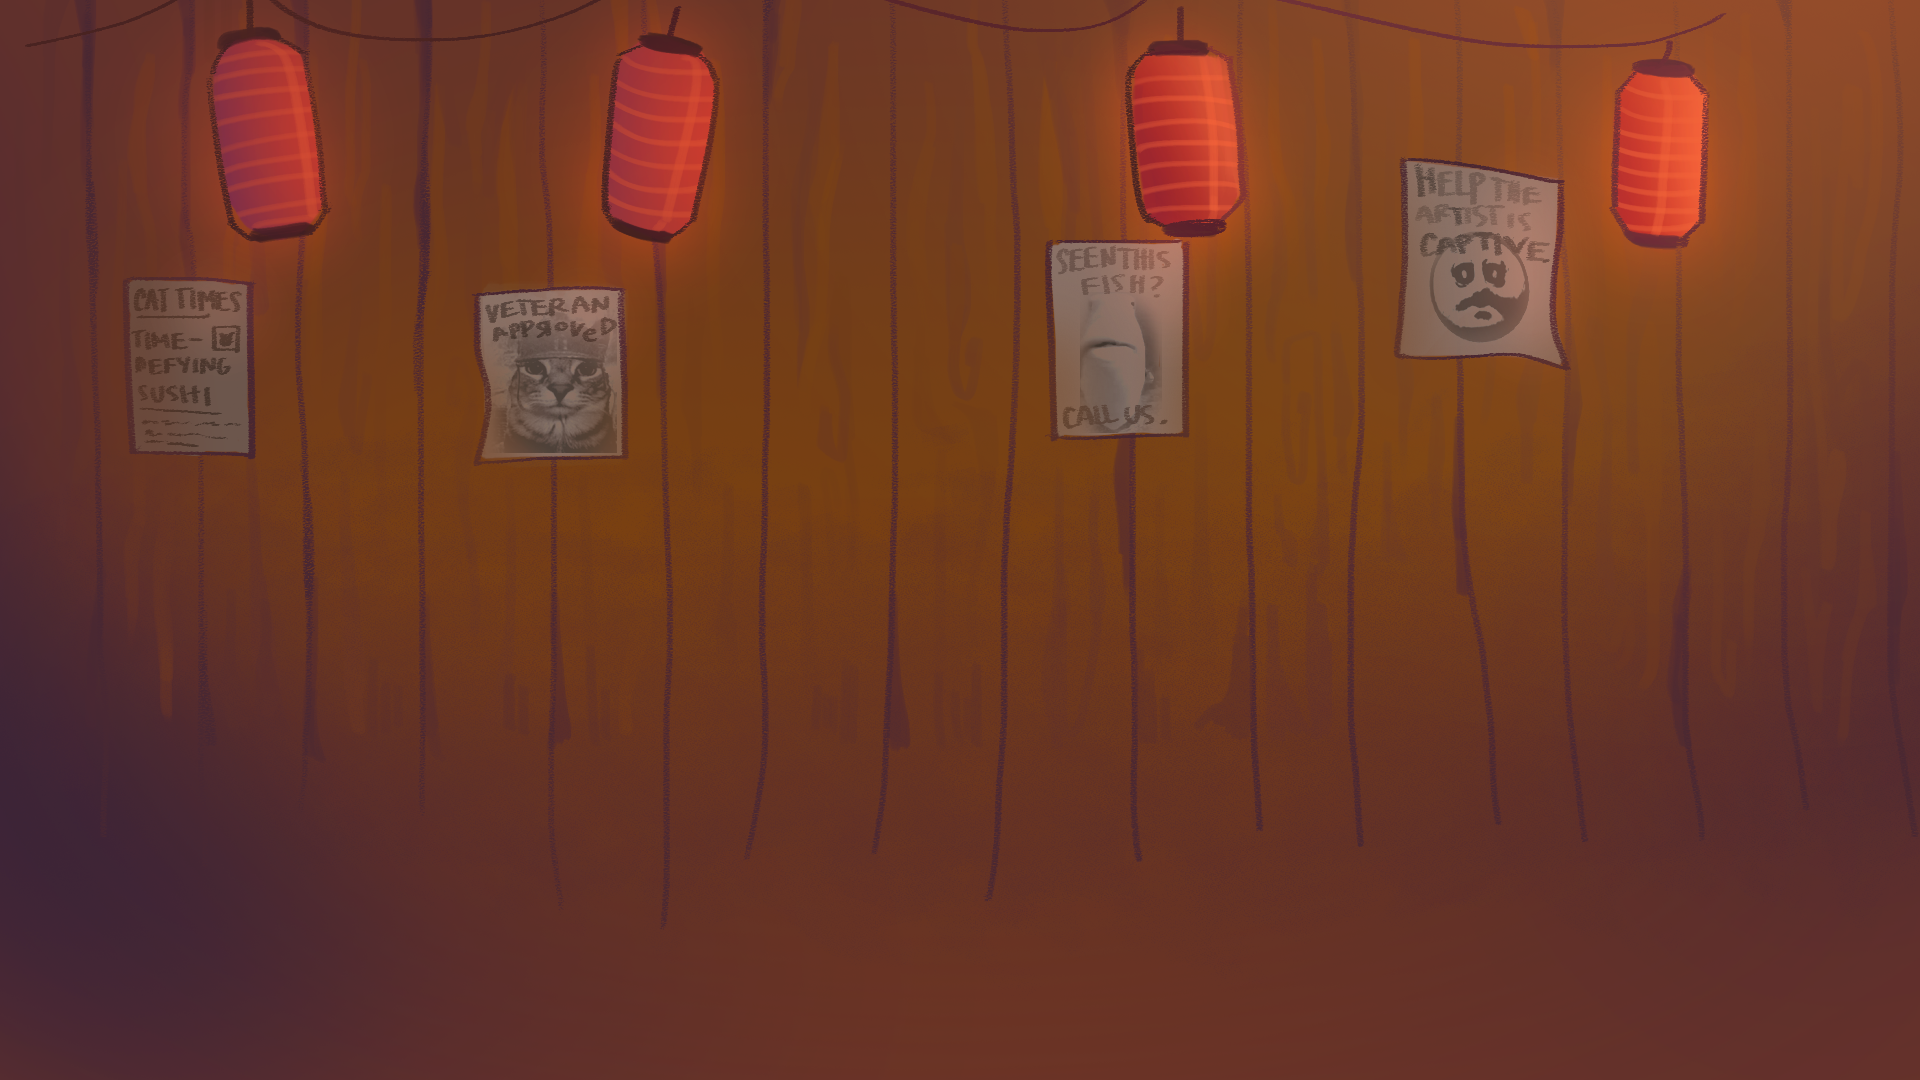 CAT TIMES
TIME-
DEFYING
SUSHI
VETERAN
APPROVeD
SEEN THIS
FISH?
CALL US.
HELP THE
ARTIST IS
CAPTIVE